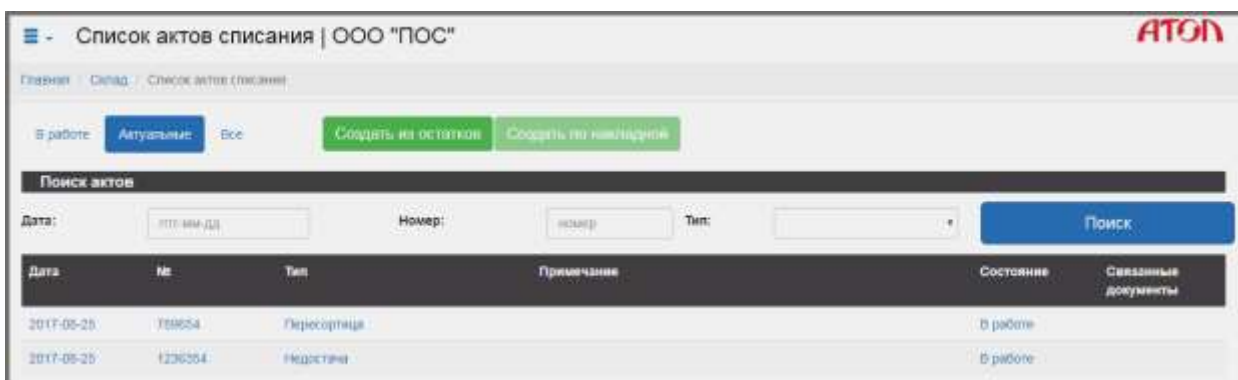 Список актов списания | ООО "ПОС"
АТОЛ
Главная / Склад / Список актов списания
В работе Актуальные Все Создать из остатков Создать по накладной
Поиск актов
Дата: гггг-мм-дд Номер: номер Тип: Поиск
Дата № Тип Примечание Состояние Связанные документы
2017-08-25 Пересортица В работе
2017-08-25 Недостача В работе